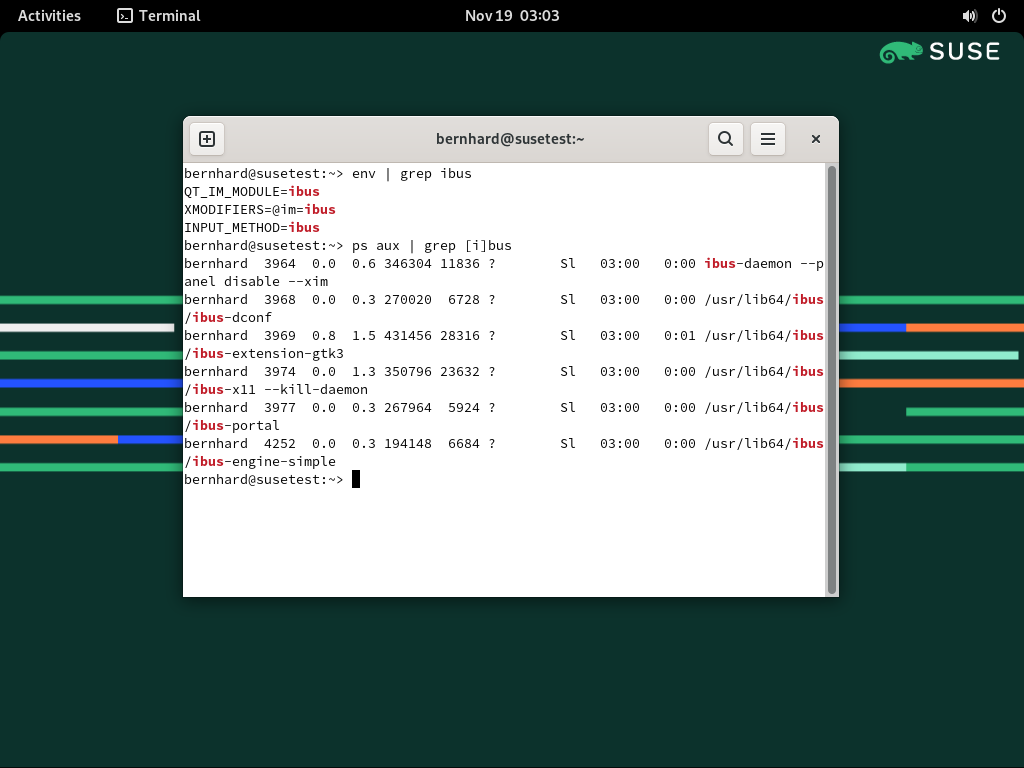 Activities Terminal Nov 19 03:03
SUSE
bernhard@susetest:~
bernhard@susetest:~> env | grep ibus
QT_IM_MODULE=ibus
XMODIFIERS=@im=ibus
INPUT_METHOD=ibus
bernhard@susetest:~> ps aux | grep [i]bus
bernhard  3964  0.0  0.6 346304 11836 ?        Sl   03:00   0:00 ibus-daemon --p
anel disable --xim
bernhard  3968  0.0  0.3 270020  6728 ?        Sl   03:00   0:00 /usr/lib64/ibus
/ibus-dconf
bernhard  3969  0.8  1.5 431456 28316 ?        Sl   03:00   0:01 /usr/lib64/ibus
/ibus-extension-gtk3
bernhard  3974  0.0  1.3 350796 23632 ?        Sl   03:00   0:00 /usr/lib64/ibus
/ibus-x11 --kill-daemon
bernhard  3977  0.0  0.3 267964  5924 ?        Sl   03:00   0:00 /usr/lib64/ibus
/ibus-portal
bernhard  4252  0.0  0.3 194148  6684 ?        Sl   03:00   0:00 /usr/lib64/ibus
/ibus-engine-simple
bernhard@susetest:~>